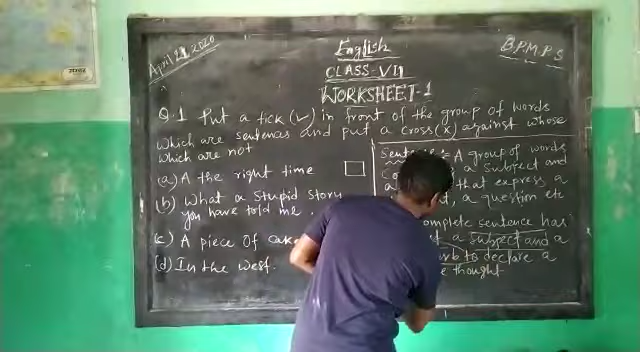 April 21 2020
English
B.P.M.P.S
CLASS-VII
WORKSHEET-1
Q.1 Put a tick (✓) in front of the group of words
which are sentenas and put a cross (X) against whose
which are not
(a) A the right time
(b) What a Stupid Story
you have told me.
(c) A piece of cake
(d) In the west.
A group of words
a subject and
that express a
a question etc
complete sentence has
a subject and a
verb to declare a
thought